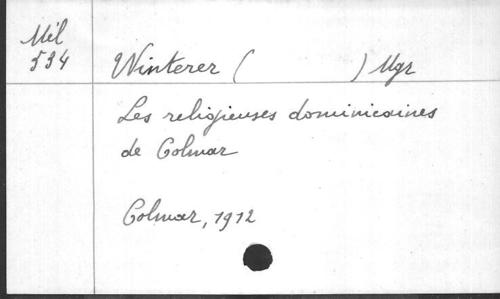 Mél
534
Winterer ( ) Mgr
Les religieuses dominicaines
de Colmar
Colmar, 1912